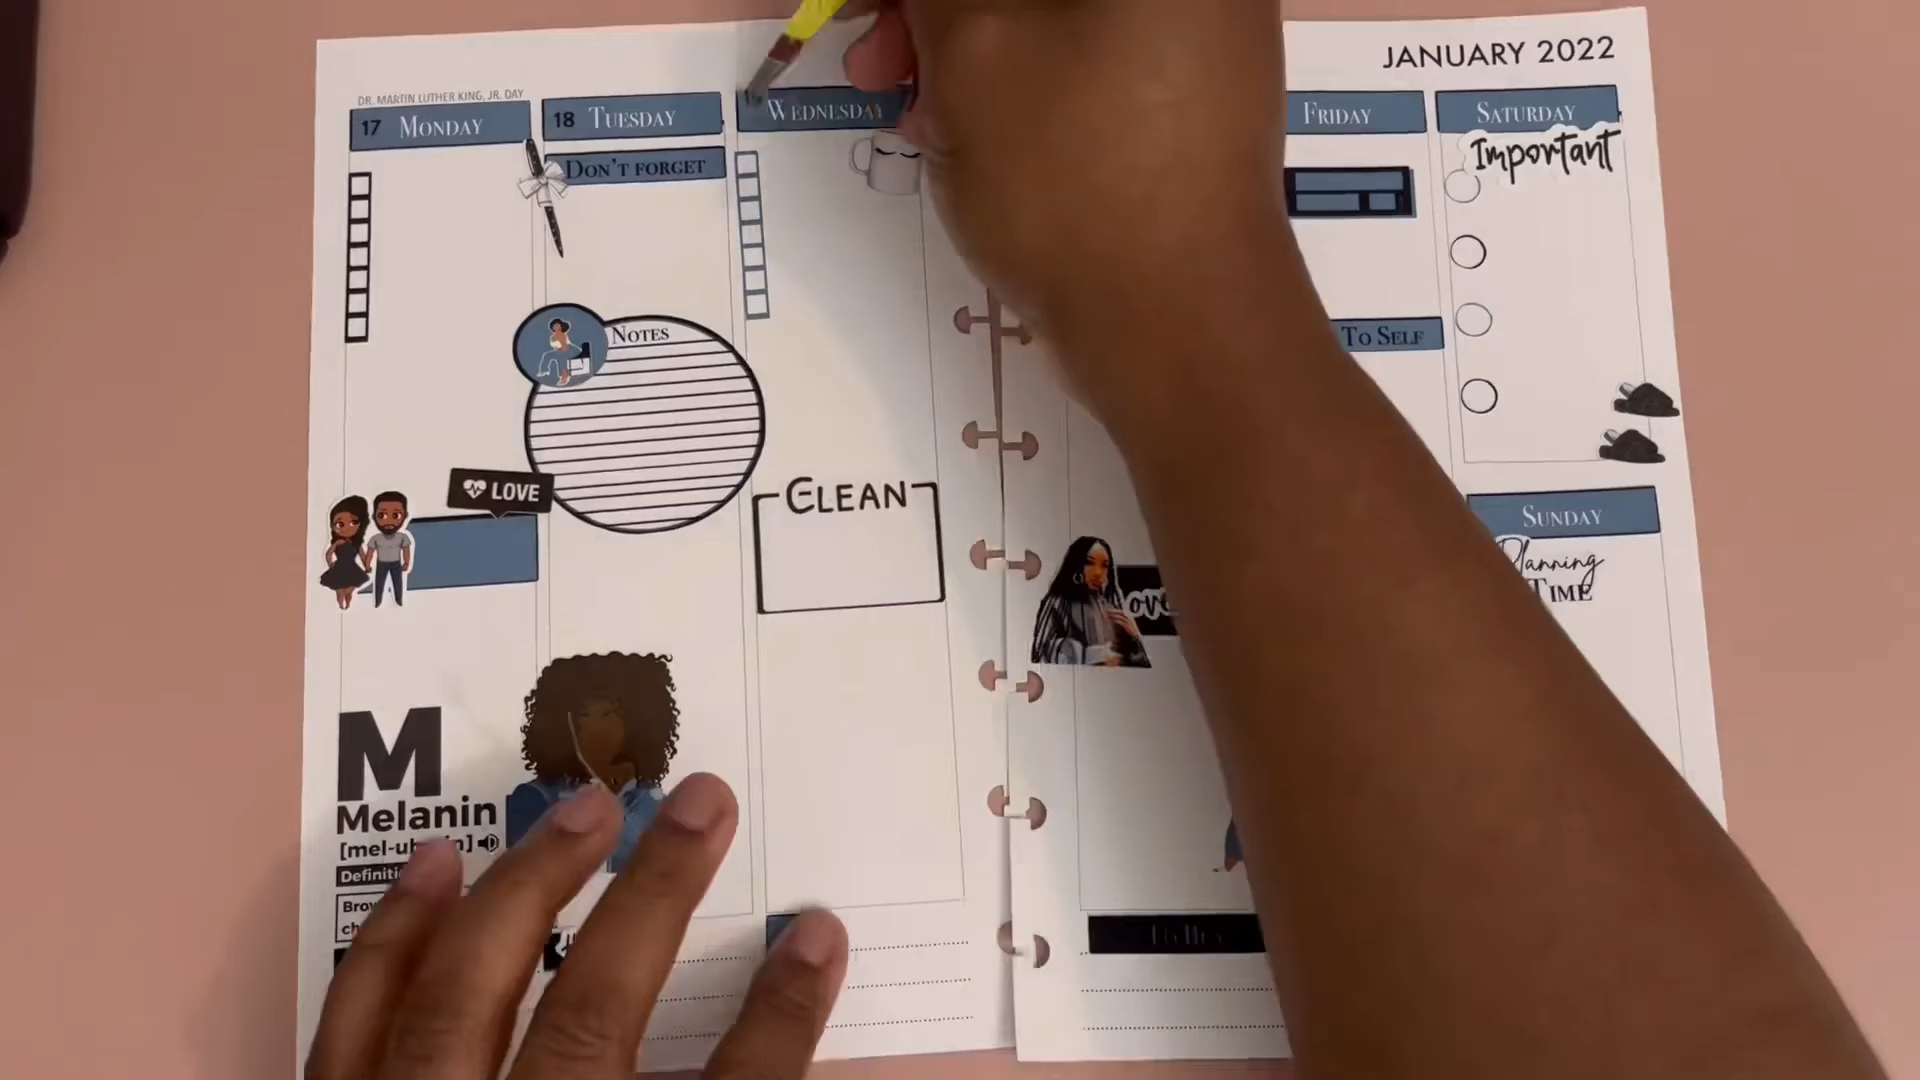 JANUARY 2022
DR. MARTIN LUTHER KING, JR. DAY
17 MONDAY
18 TUESDAY
WEDNESDAY
FRIDAY
SATURDAY
Important
DON'T FORGET
NOTES
TO SELF
LOVE
CLEAN
SUNDAY
Planning
TIME
M
Melanin